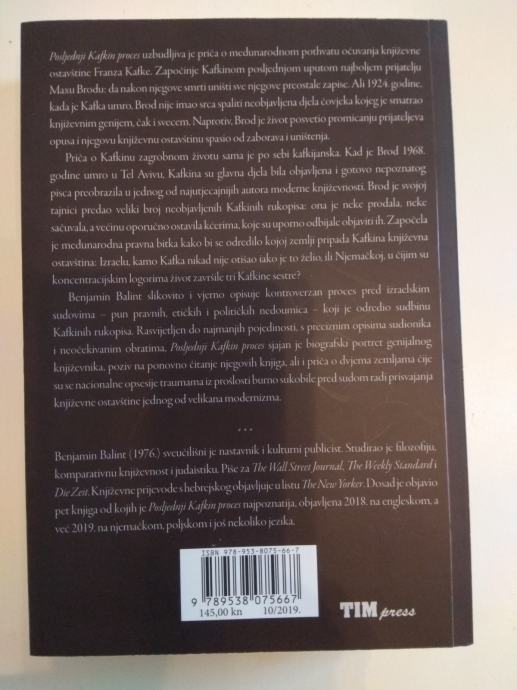 Posljednji Kafkin proces uzbudljiva je priča o međunarodnom pothvatu očuvanja književne
ostavštine Franza Kafke. Započinje Kafkinom posljednjom uputom najboljem prijatelju
Maxu Brodu: da nakon njegove smrti uništi sve njegove preostale zapise. Ali 1924. godine,
kada je Kafka umro, Brod nije imao srca spaliti neobjavljena djela čovjeka kojeg je smatrao
književnim genijem, čak i svecem. Naprotiv, Brod je život posvetio promicanju prijateljeva
opusa i njegovu književnu ostavštinu spasio od zaborava i uništenja.
Priča o Kafkinu zagrobnom životu sama je po sebi kafkijanska. Kad je Brod 1968.
godine umro u Tel Avivu, Kafkina su glavna djela bila objavljena i gotovo nepoznatog
pisca preobrazila u jednog od najutjecajnijih autora moderne književnosti. Brod je svojoj
tajnici predao veliki broj neobjavljenih Kafkinih rukopisa: ona je neke prodala, neke
sačuvala, a većinu oporučno ostavila kćerima, koje su uporno odbijale objaviti ih. Započela
je međunarodna pravna bitka kako bi se odredilo kojoj zemlji pripada Kafkina književna
ostavština: Izraelu, kamo Kafka nikad nije otišao iako je to želio, ili Njemačkoj, u čijim su
koncentracijskim logorima život završile tri Kafkine sestre?
Benjamin Balint slikovito i vjerno opisuje kontroverzan proces pred izraelskim
sudovima – pun pravnih, etičkih i političkih nedoumica – koji je odredio sudbinu
Kafkinih rukopisa. Rasvijetljen do najmanjih pojedinosti, s preciznim opisima sudionika
i neočekivanim obratima, Posljednji Kafkin proces sjajan je biografski portret genijalnog
književnika, poziv na ponovno čitanje njegovih knjiga, ali i priča o dvjema zemljama čije
su se nacionalne opsesije traumama iz prošlosti burno sukobile pred sudom radi prisvajanja
književne ostavštine jednog od velikana modernizma.
...
Benjamin Balint (1976.) sveučilišni je nastavnik i kulturni publicist. Studirao je filozofiju,
komparativnu književnost i judaistiku. Piše za The Wall Street Journal, The Weekly Standard i
Die Zeit. Književne prijevode s hebrejskog objavljuje u listu The New Yorker. Dosad je objavio
pet knjiga od kojih je Posljednji Kafkin proces najpoznatija, objavljena 2018. na engleskom, a
već 2019. na njemačkom, poljskom i još nekoliko jezika.
ISBN 978-953-8075-66-7
9 789538 075667
145,00 kn 10/2019.
TIM press